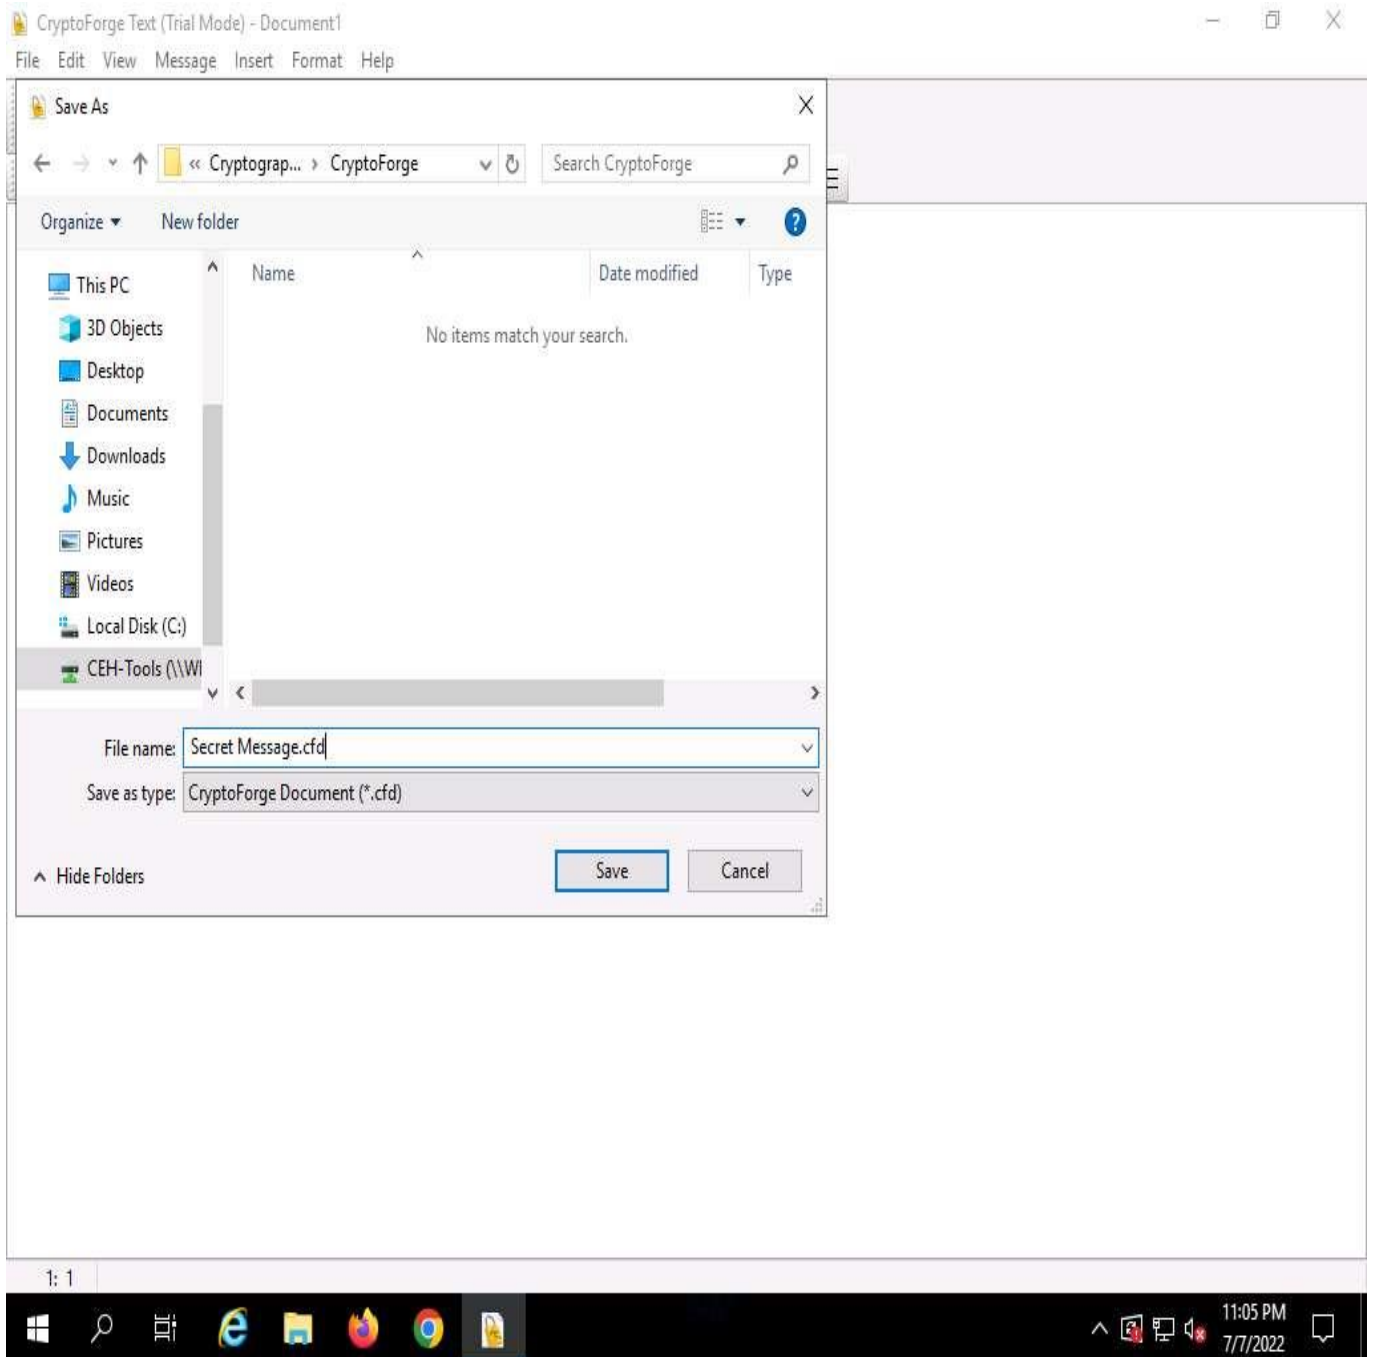 CryptoForge Text (Trial Mode) - Document1
File Edit View Message Insert Format Help
Save As
« Cryptograp... › CryptoForge
Search CryptoForge
Organize
New folder
Name
Date modified
Type
This PC
No items match your search.
3D Objects
Desktop
Documents
Downloads
Music
Pictures
Videos
Local Disk (C:)
CEH-Tools (\\WI
File name: Secret Message.cfd
Save as type: CryptoForge Document (*.cfd)
Hide Folders
Save
Cancel
1: 1
11:05 PM
7/7/2022